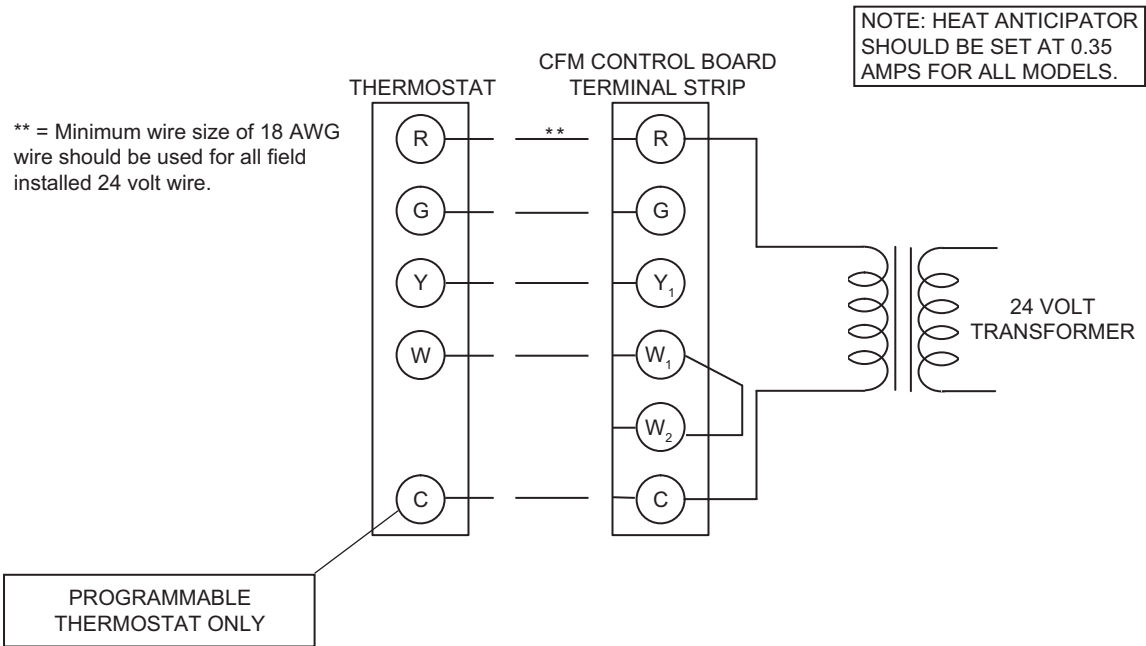 NOTE: HEAT ANTICIPATOR
SHOULD BE SET AT 0.35
AMPS FOR ALL MODELS.
CFM CONTROL BOARD
TERMINAL STRIP
THERMOSTAT
** = Minimum wire size of 18 AWG
wire should be used for all field
installed 24 volt wire.
R ** R
G G
Y Y₁
W W₁
W₂
C C
24 VOLT
TRANSFORMER
PROGRAMMABLE
THERMOSTAT ONLY